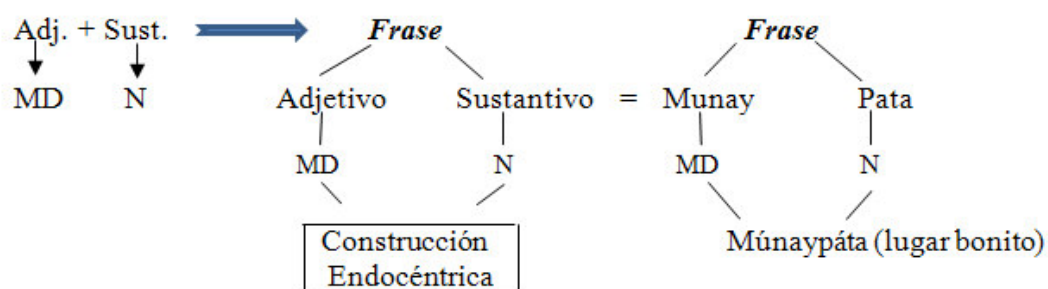 Adj. + Sust. Frase Frase
MD N Adjetivo Sustantivo = Munay Pata
MD N MD N
Construcción
Endocéntrica
Múnaypáta (lugar bonito)